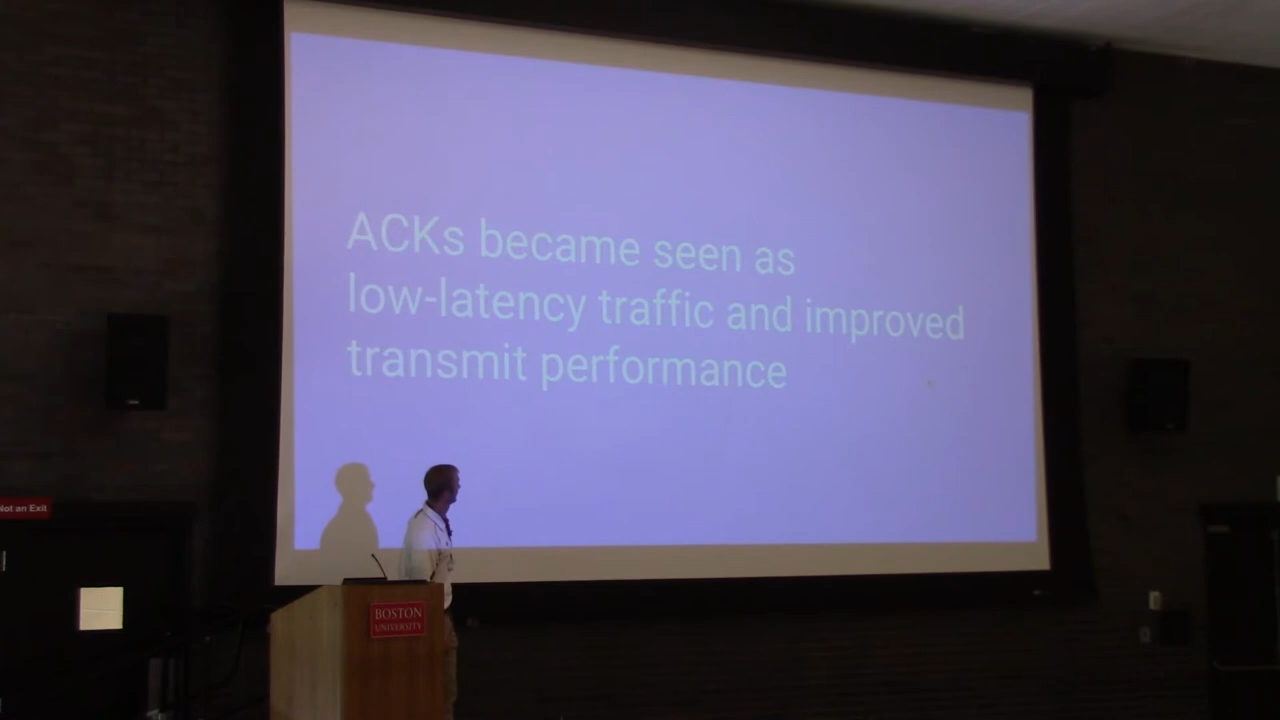 ACKs became seen as
low-latency traffic and improved
transmit performance
Not an Exit
BOSTON
UNIVERSITY